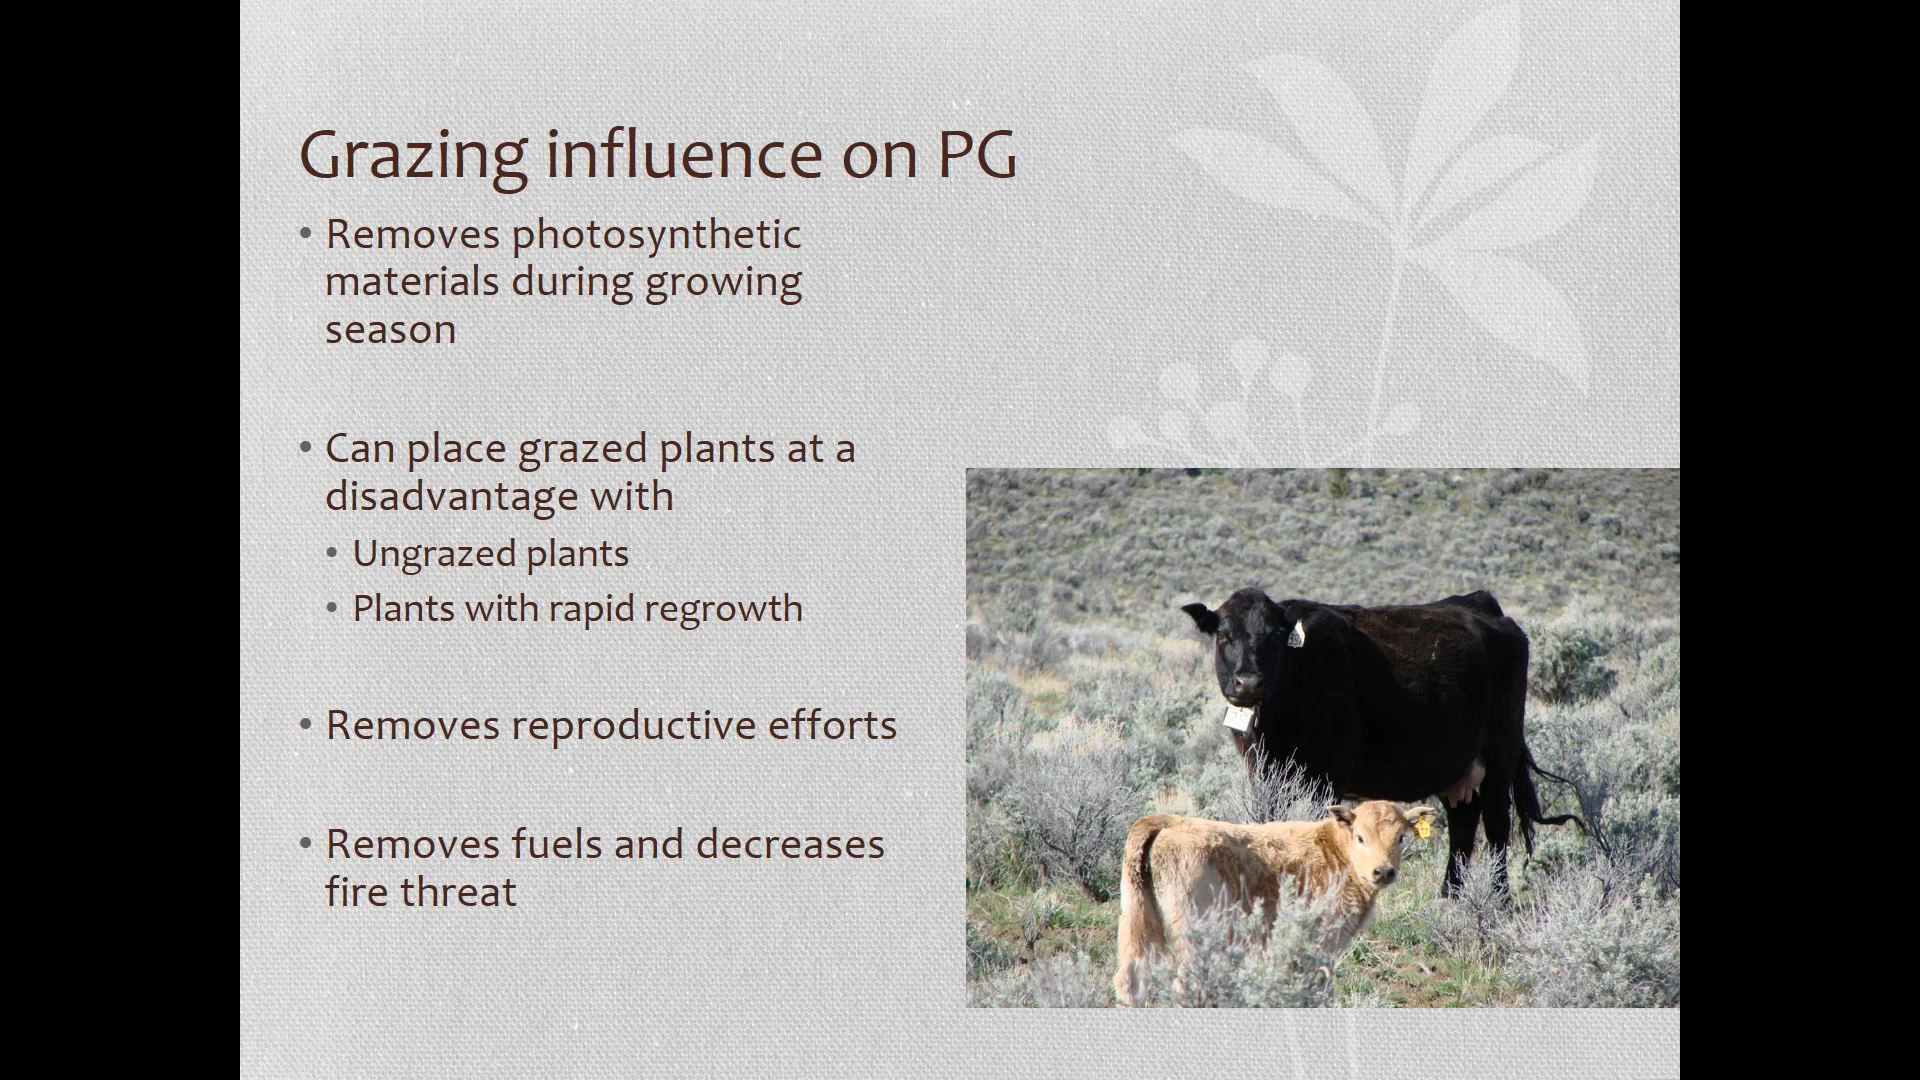 Grazing influence on PG
• Removes photosynthetic
materials during growing
season
• Can place grazed plants at a
disadvantage with
• Ungrazed plants
• Plants with rapid regrowth
• Removes reproductive efforts
• Removes fuels and decreases
fire threat